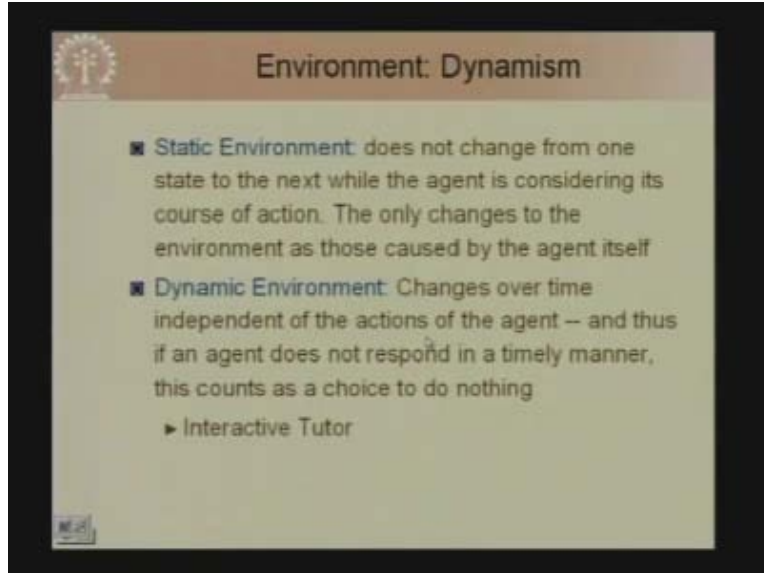 Environment: Dynamism
Static Environment: does not change from one
state to the next while the agent is considering its
course of action. The only changes to the
environment as those caused by the agent itself
Dynamic Environment: Changes over time
independent of the actions of the agent -- and thus
if an agent does not respond in a timely manner,
this counts as a choice to do nothing
► Interactive Tutor